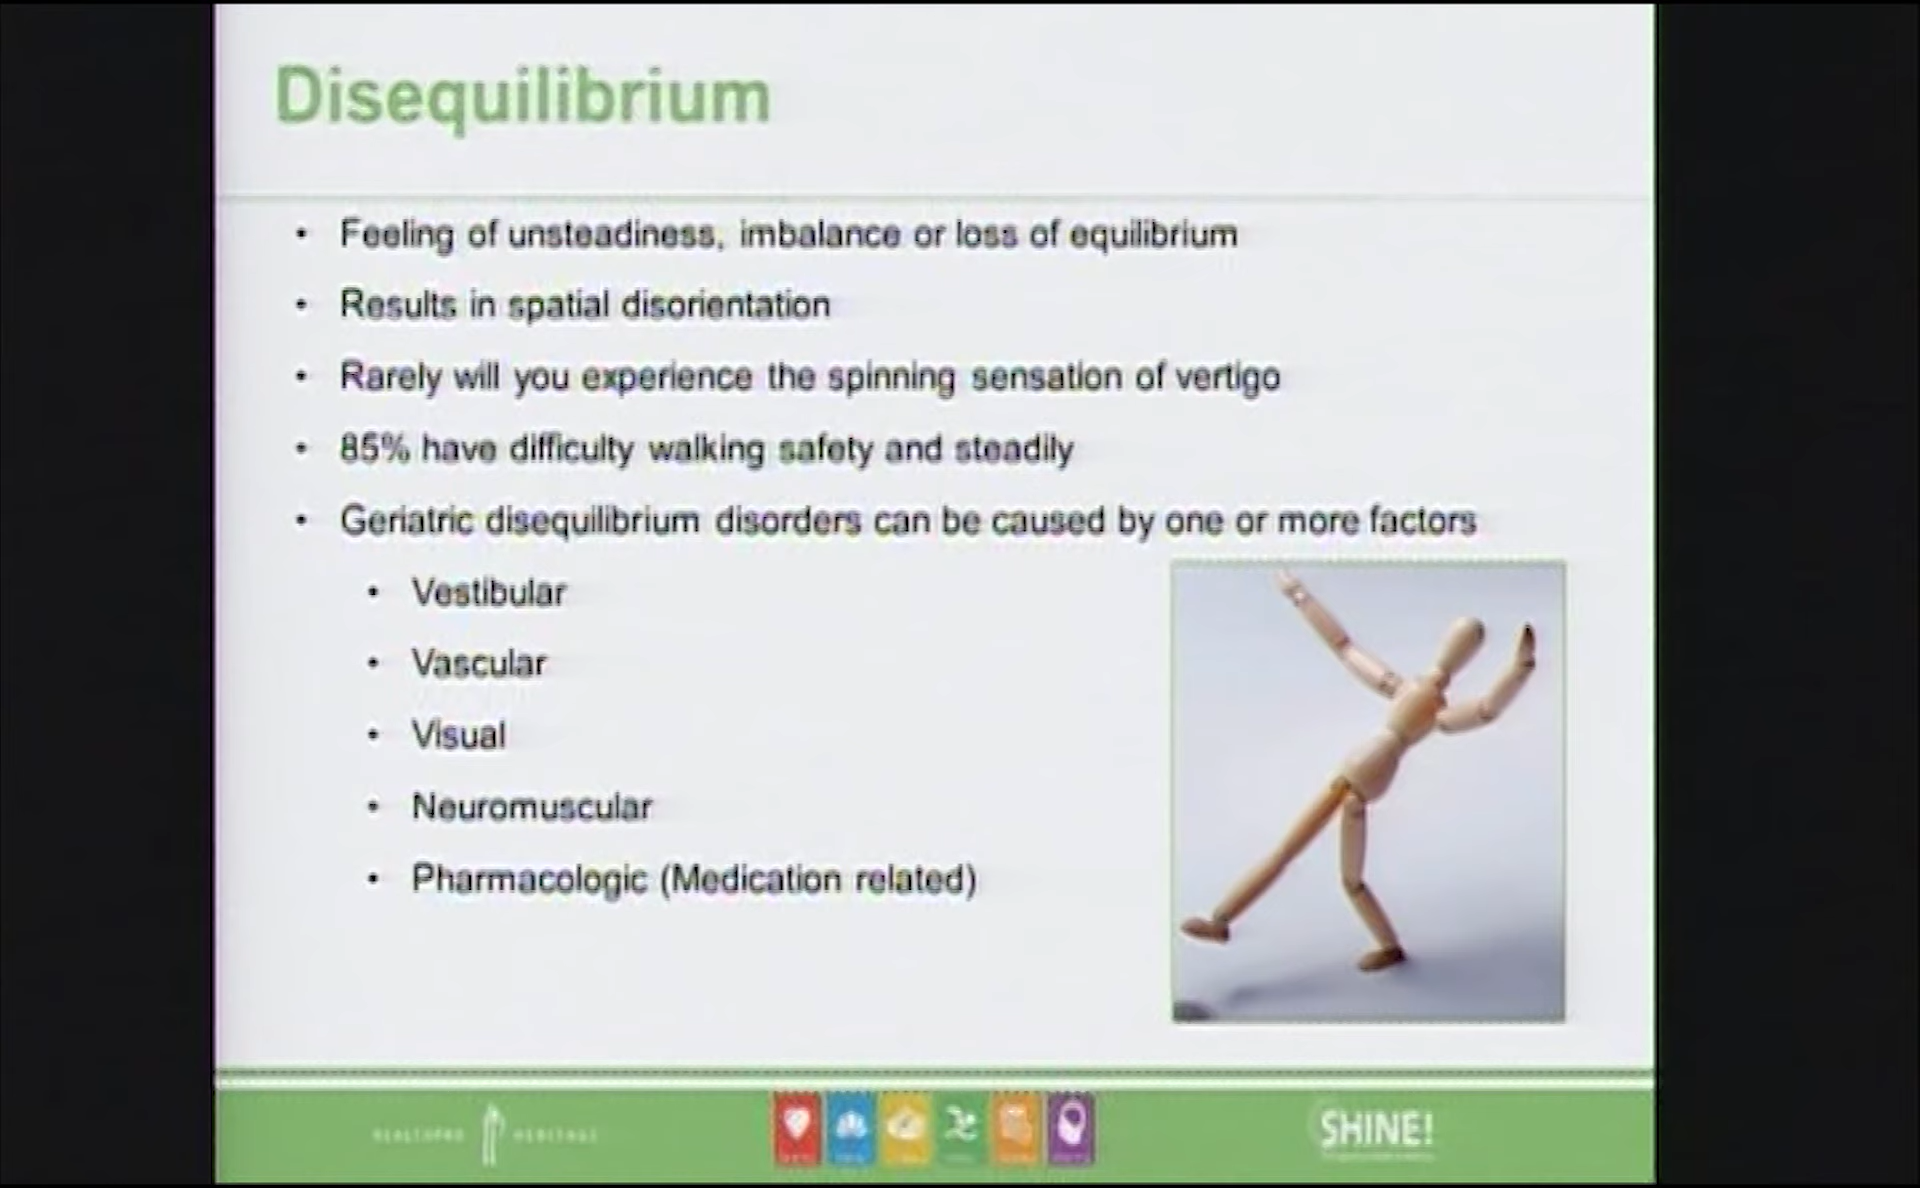 Disequilibrium
• Feeling of unsteadiness, imbalance or loss of equilibrium
• Results in spatial disorientation
• Rarely will you experience the spinning sensation of vertigo
• 85% have difficulty walking safety and steadily
• Geriatric disequilibrium disorders can be caused by one or more factors
• Vestibular
• Vascular
• Visual
• Neuromuscular
• Pharmacologic (Medication related)
HEALTHPRO HERITAGE
SHINE!